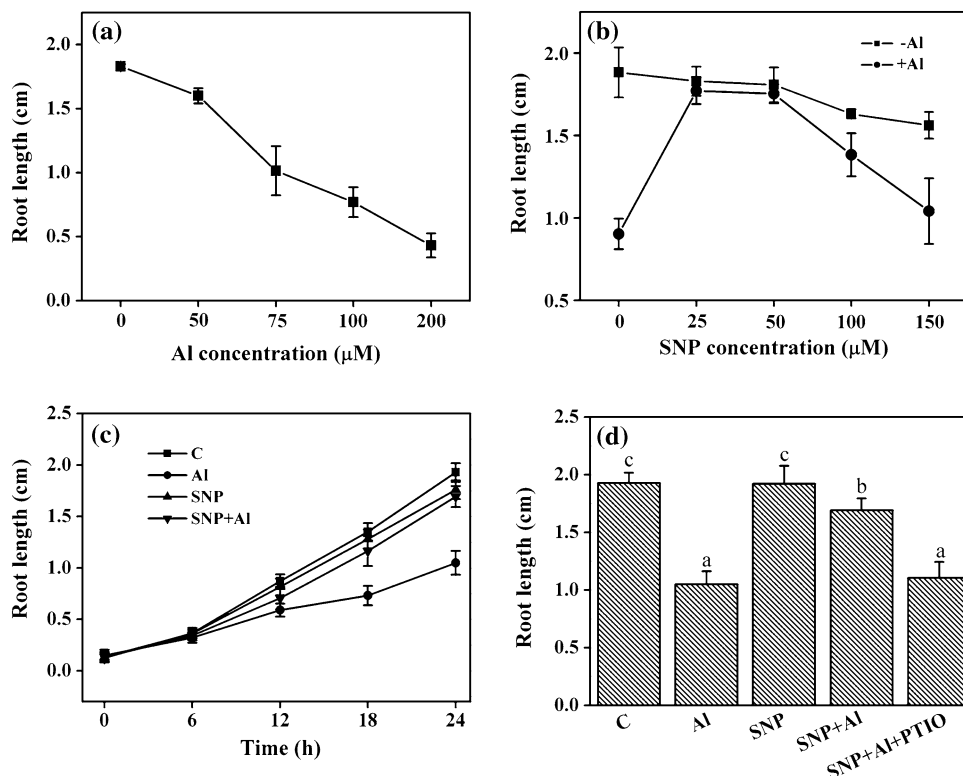 (a)
2.0
1.5
1.0
0.5
0.0
Root length (cm)
0 50 75 100 200
Al concentration (μM)
(b)
-Al
+Al
2.0
1.5
1.0
0.5
Root length (cm)
0 25 50 100 150
SNP concentration (μM)
(c)
C
Al
SNP
SNP+Al
2.5
2.0
1.5
1.0
0.5
0.0
Root length (cm)
0 6 12 18 24
Time (h)
(d)
2.5
2.0
1.5
1.0
0.5
0.0
Root length (cm)
c a c b a
C Al SNP SNP+Al SNP+Al+PTIO